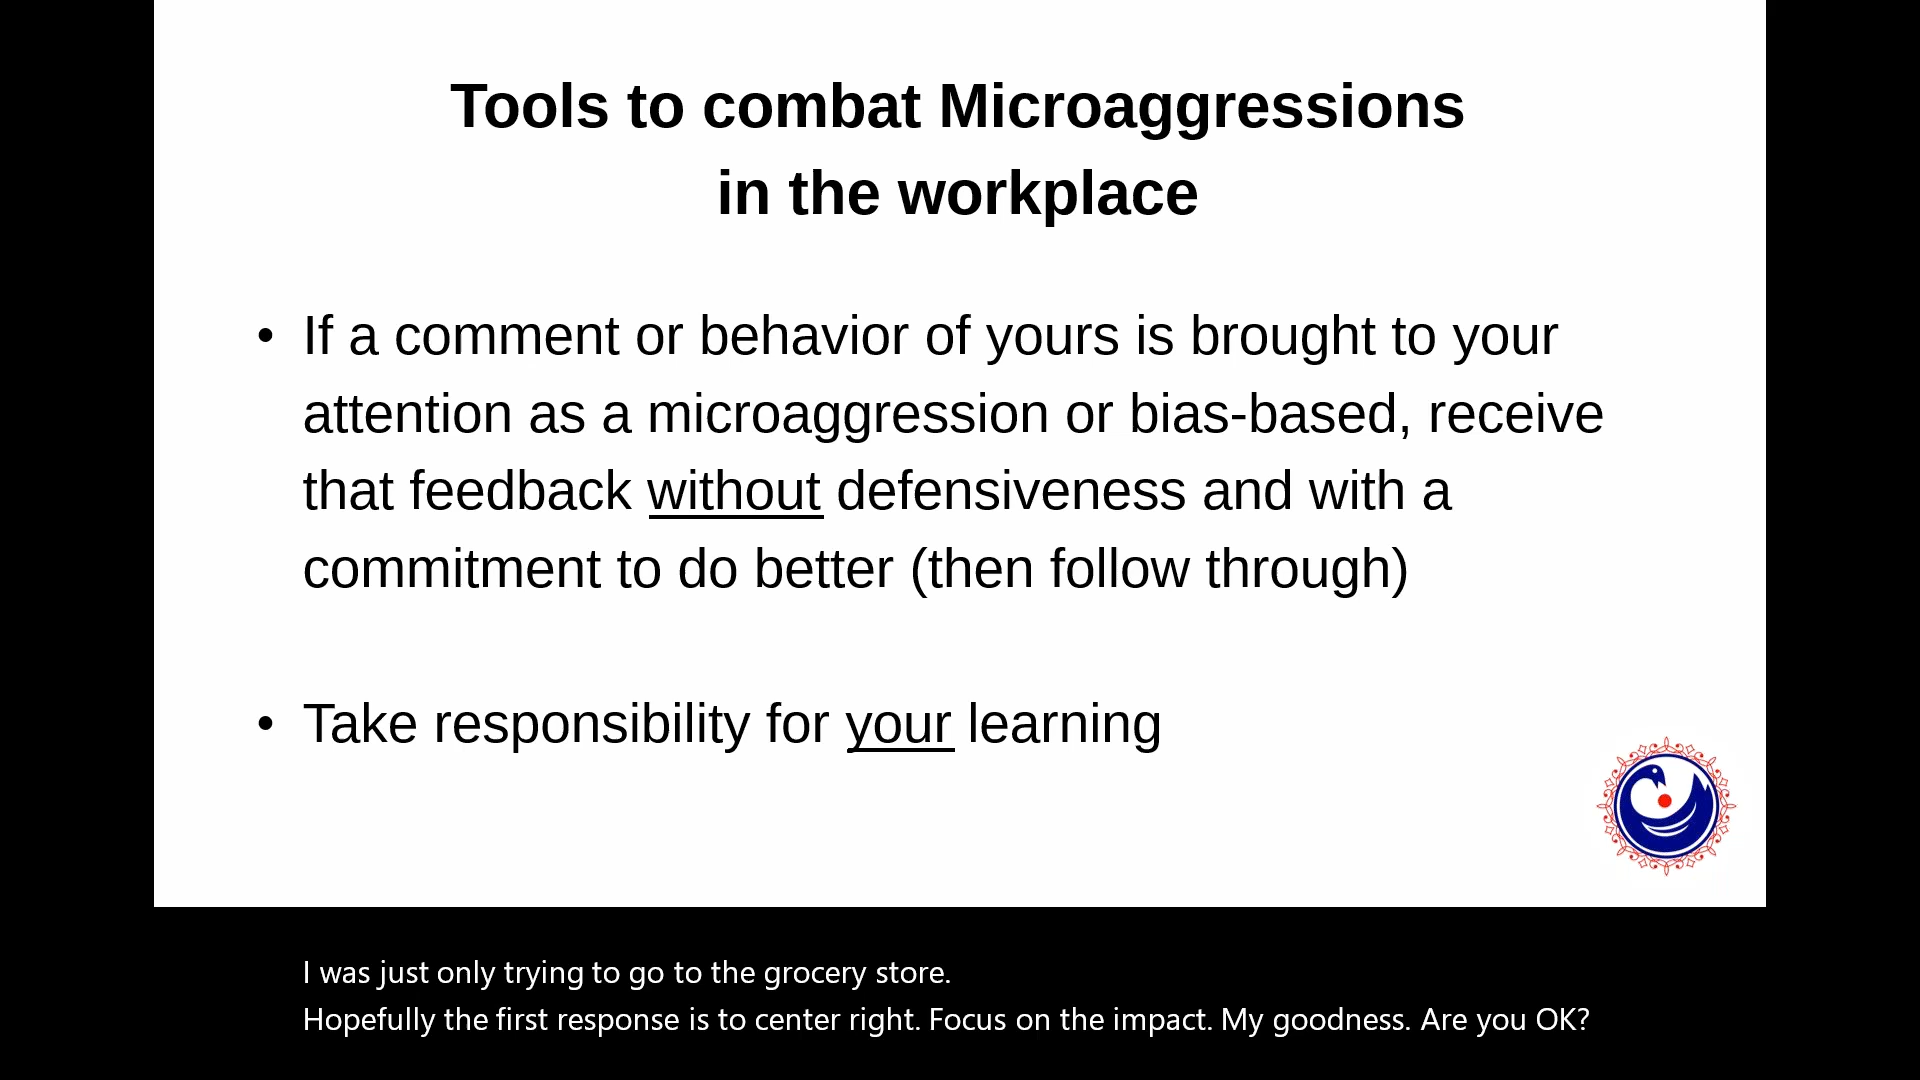 Tools to combat Microaggressions
in the workplace
• If a comment or behavior of yours is brought to your
attention as a microaggression or bias-based, receive
that feedback without defensiveness and with a
commitment to do better (then follow through)
• Take responsibility for your learning
I was just only trying to go to the grocery store.
Hopefully the first response is to center right. Focus on the impact. My goodness. Are you OK?